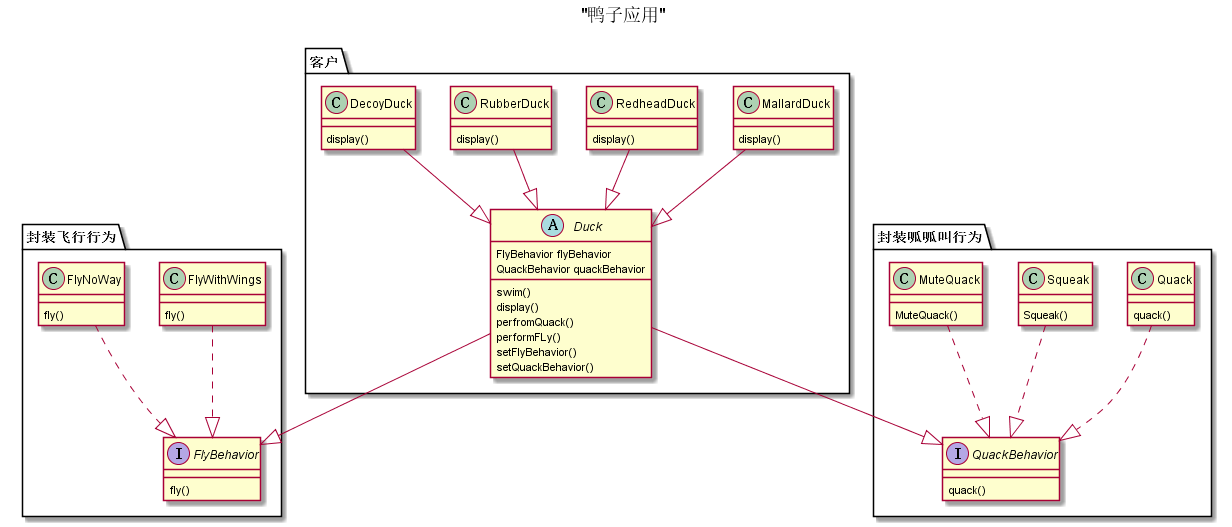 "鸭子应用"
客户
C DecoyDuck
display()
C RubberDuck
display()
C RedheadDuck
display()
C MallardDuck
display()
A Duck
FlyBehavior flyBehavior
QuackBehavior quackBehavior
swim()
display()
perfromQuack()
performFLy()
setFlyBehavior()
setQuackBehavior()
封装飞行行为
C FlyNoWay
fly()
C FlyWithWings
fly()
I FlyBehavior
fly()
封装呱呱叫行为
C MuteQuack
MuteQuack()
C Squeak
Squeak()
C Quack
quack()
I QuackBehavior
quack()